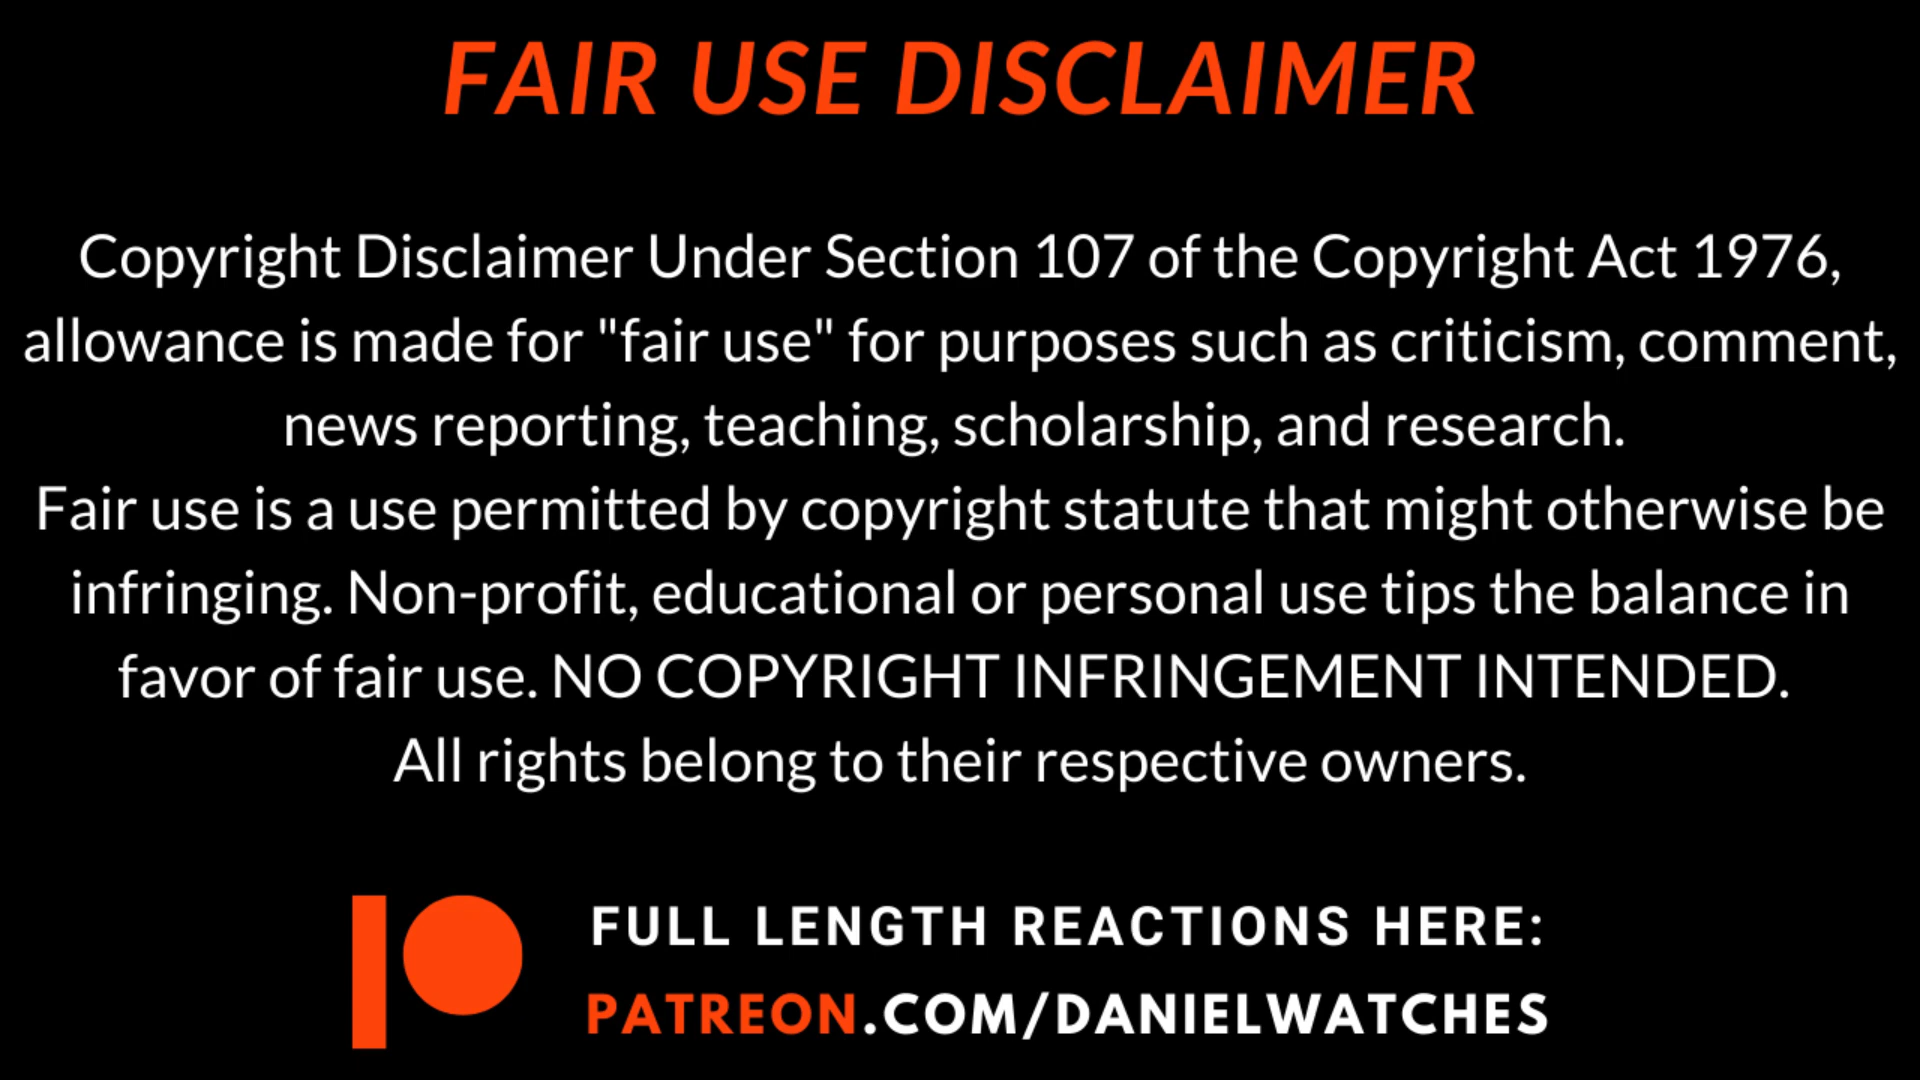 FAIR USE DISCLAIMER
Copyright Disclaimer Under Section 107 of the Copyright Act 1976,
allowance is made for "fair use" for purposes such as criticism, comment,
news reporting, teaching, scholarship, and research.
Fair use is a use permitted by copyright statute that might otherwise be
infringing. Non-profit, educational or personal use tips the balance in
favor of fair use. NO COPYRIGHT INFRINGEMENT INTENDED.
All rights belong to their respective owners.
FULL LENGTH REACTIONS HERE:
PATREON.COM/DANIELWATCHES